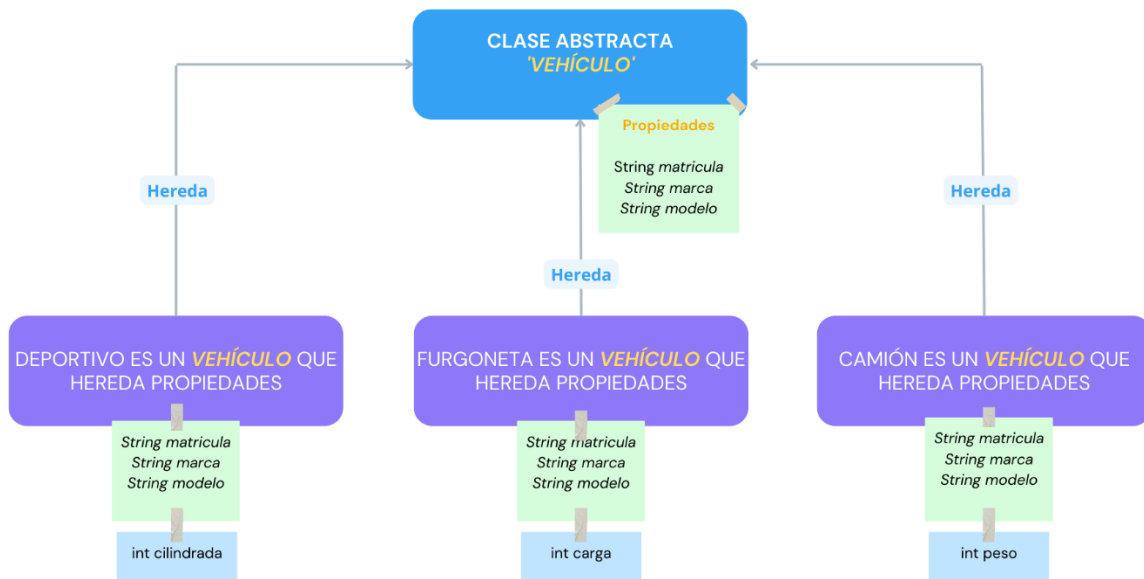 CLASE ABSTRACTA
'VEHÍCULO'
Propiedades
String matricula
String marca
String modelo
Hereda
Hereda
Hereda
DEPORTIVO ES UN VEHÍCULO QUE
HEREDA PROPIEDADES
String matricula
String marca
String modelo
int cilindrada
FURGONETA ES UN VEHÍCULO QUE
HEREDA PROPIEDADES
String matricula
String marca
String modelo
int carga
CAMIÓN ES UN VEHÍCULO QUE
HEREDA PROPIEDADES
String matricula
String marca
String modelo
int peso